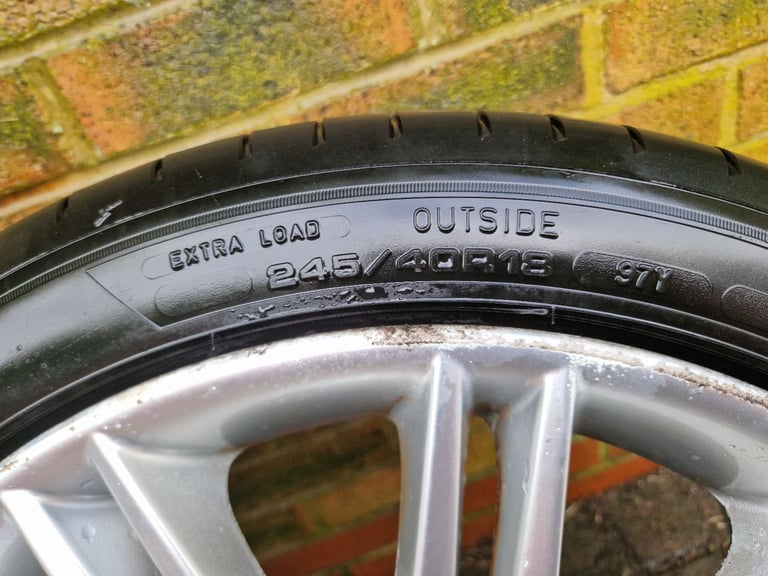 OUTSIDE
EXTRA LOAD
245/40R18 97Y